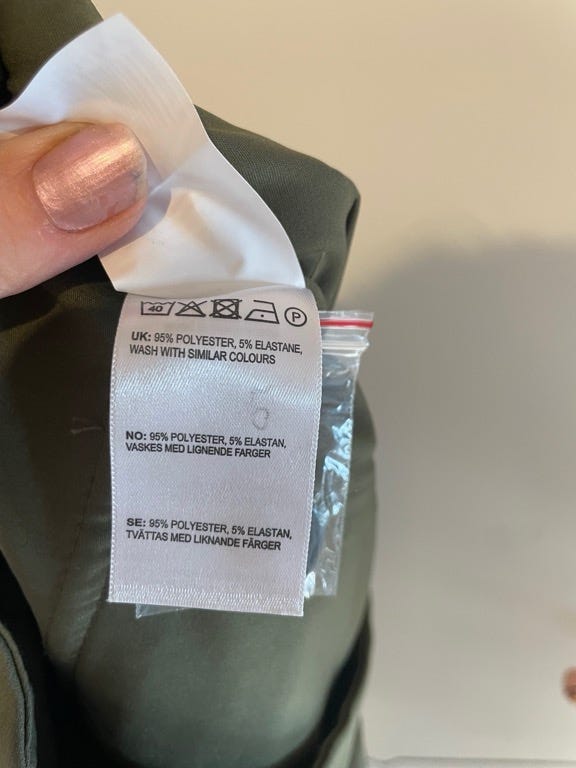 40 P
UK: 95% POLYESTER, 5% ELASTANE,
WASH WITH SIMILAR COLOURS
NO: 95% POLYESTER, 5% ELASTAN,
VASKES MED LIGNENDE FARGER
SE: 95% POLYESTER, 5% ELASTAN,
TVÄTTAS MED LIKNANDE FÄRGER